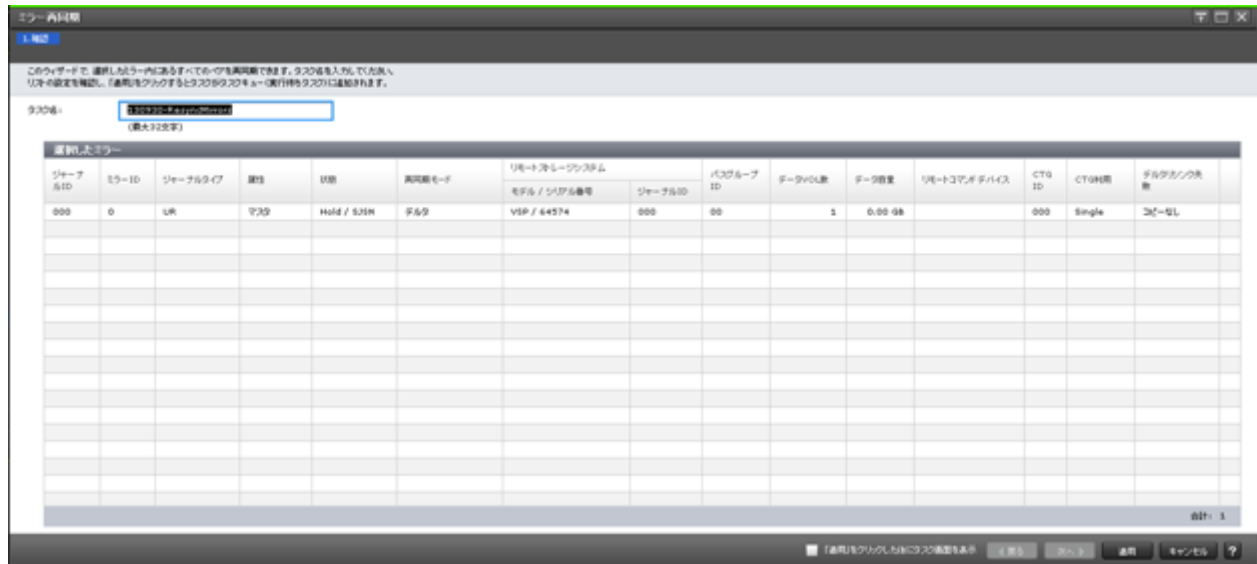 ミラー再同期
1.確認
このウィザードで、選択したミラー内にあるすべてのペアを再同期できます。タスク名を入力してください。
リストの設定を確認し、「適用」をクリックするとタスクがタスクキュー(実行待ちタスク)に追加されます。
タスク名:
130930-ResyncMirrors
(最大32文字)
選択したミラー
ジャーナルID
ミラーID
ジャーナルタイプ
属性
状態
再同期モード
リモートストレージシステム
モデル / シリアル番号
ジャーナルID
パスグループID
データVOL数
データ容量
リモートコマンドデバイス
CTG ID
CTG利用
デルタリシンク失敗
000 0 UR マスタ Hold / SJSN デルタ VSP / 64574 000 00 1 0.00 GB 000 Single コピーなし
合計: 1
「適用」をクリックした後にタスク画面を表示
戻る
次へ
適用
キャンセル
?